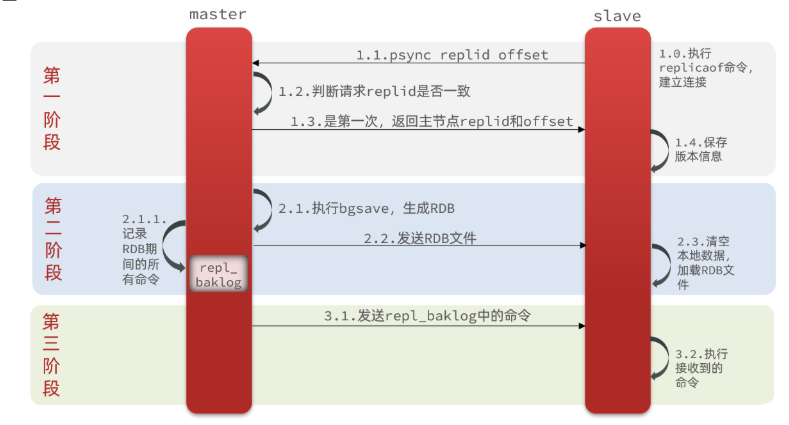 master
slave
第
一
阶
段
1.1.psync replid offset
1.0.执行
replicaof命令，
建立连接
1.2.判断请求replid是否一致
1.3.是第一次，返回主节点replid和offset
1.4.保存
版本信息
第
二
阶
段
2.1.执行bgsave，生成RDB
2.1.1.
记录
RDB期
间的所
有命令
2.2.发送RDB文件
repl_
baklog
2.3.清空
本地数据，
加载RDB文
件
第
三
阶
段
3.1.发送repl_baklog中的命令
3.2.执行
接收到的
命令